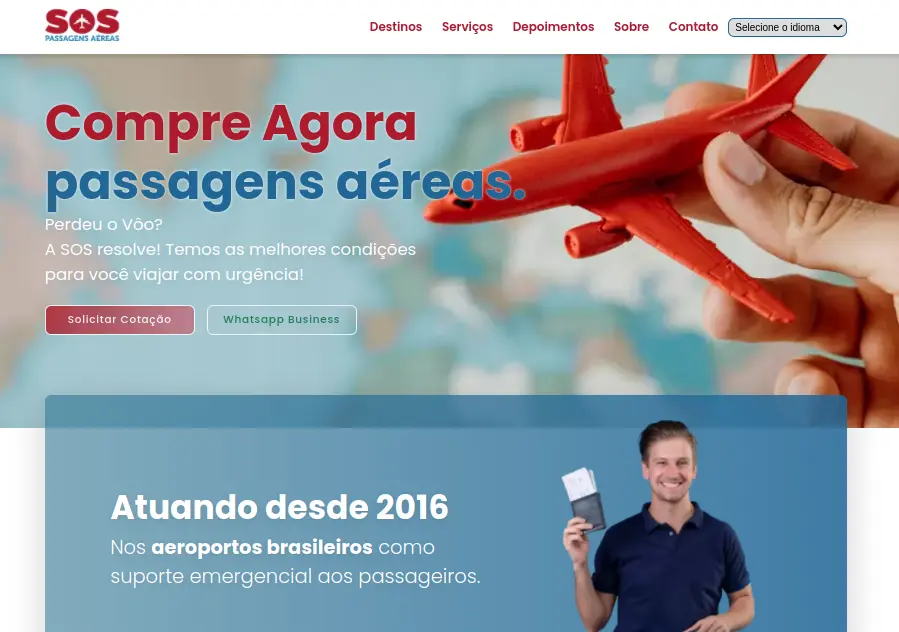 SOS
PASSAGENS AÉREAS
Destinos
Serviços
Depoimentos
Sobre
Contato
Selecione o idioma
Compre Agora
passagens aéreas.
Perdeu o Vôo?
A SOS resolve! Temos as melhores condições
para você viajar com urgência!
Solicitar Cotação
Whatsapp Business
Atuando desde 2016
Nos aeroportos brasileiros como
suporte emergencial aos passageiros.